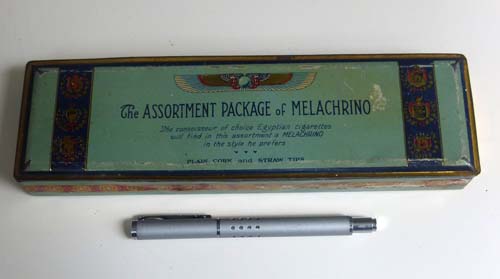 The ASSORTMENT PACKAGE of MELACHRINO
The connoisseur of choice Egyptian cigarettes
will find in this assortment a MELACHRINO
in the style he prefers
PLAIN CORK and STRAW TIPS